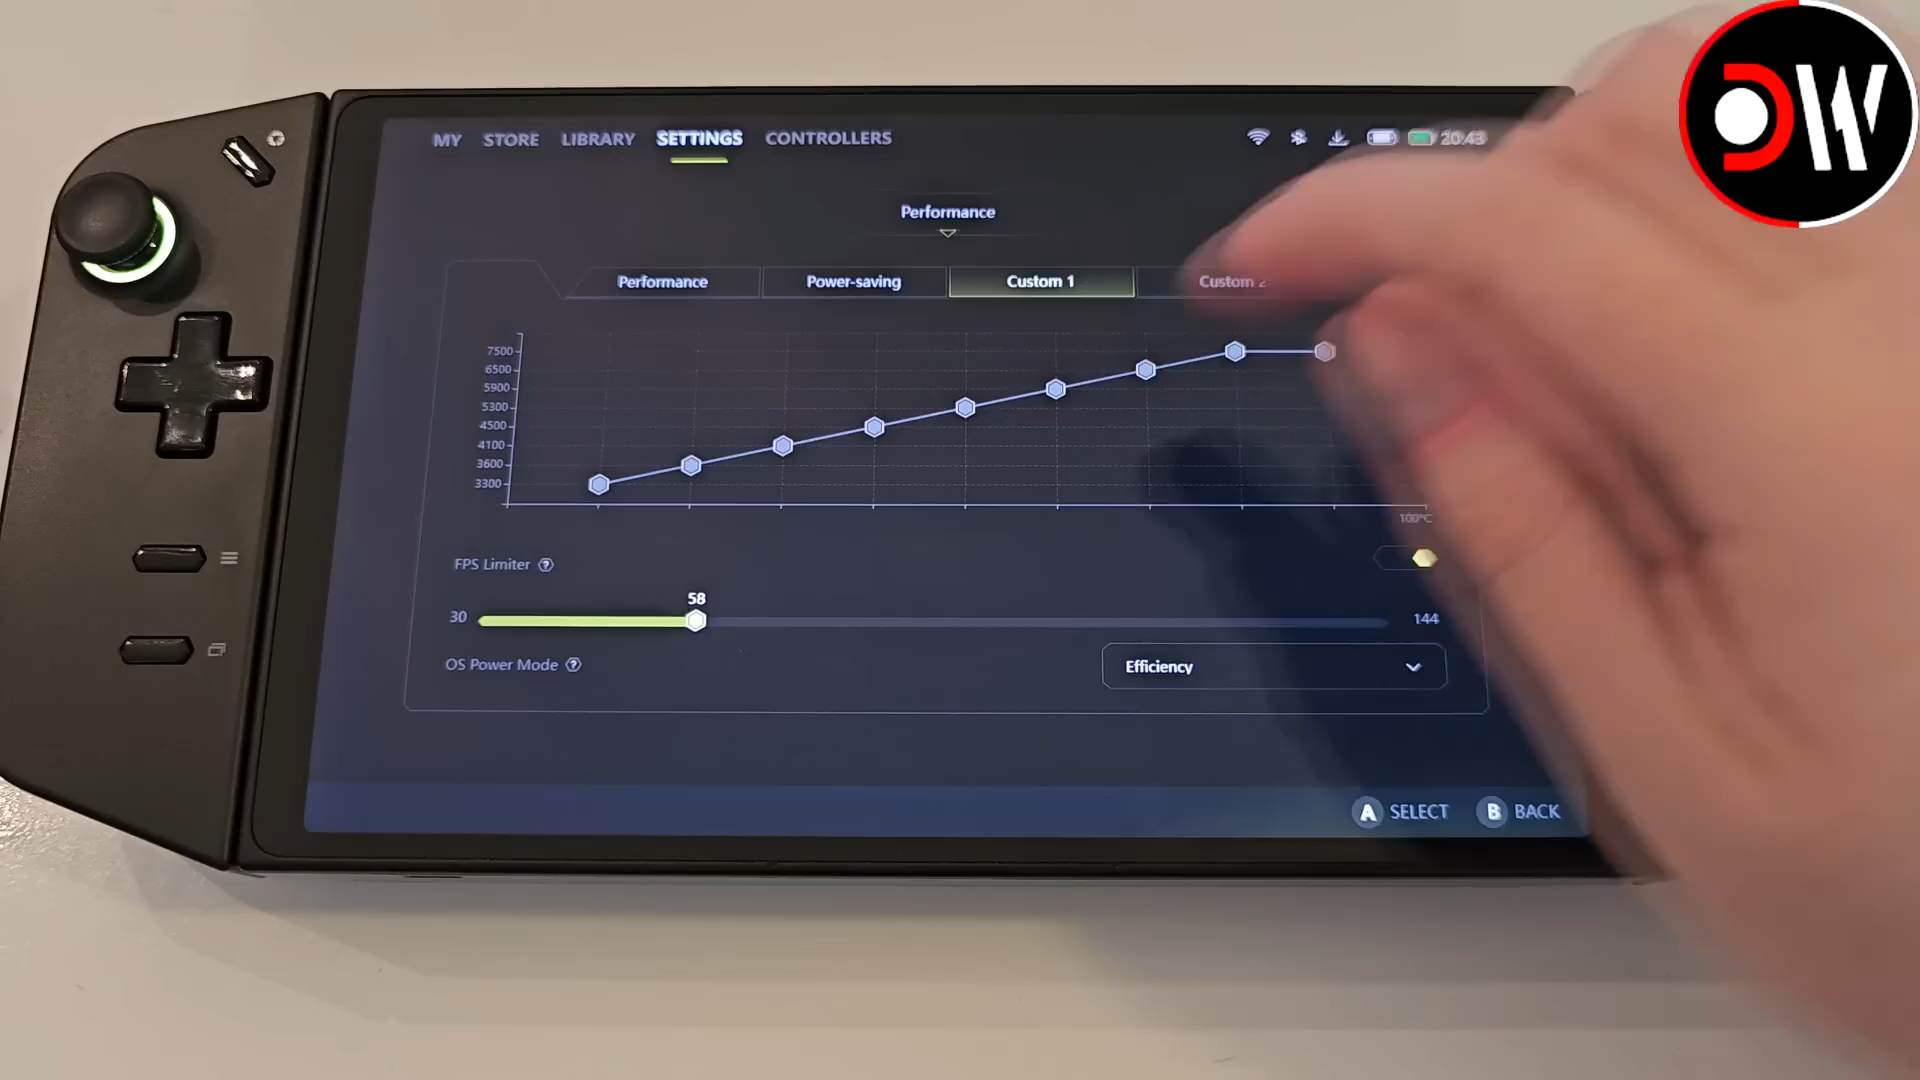 DW
MY STORE LIBRARY SETTINGS CONTROLLERS 20:43
Performance
Performance Power-saving Custom 1 Custom 2
7500
6500
5900
5300
4500
4100
3600
3300
100°C
FPS Limiter ?
58
30 144
OS Power Mode ? Efficiency
A SELECT B BACK